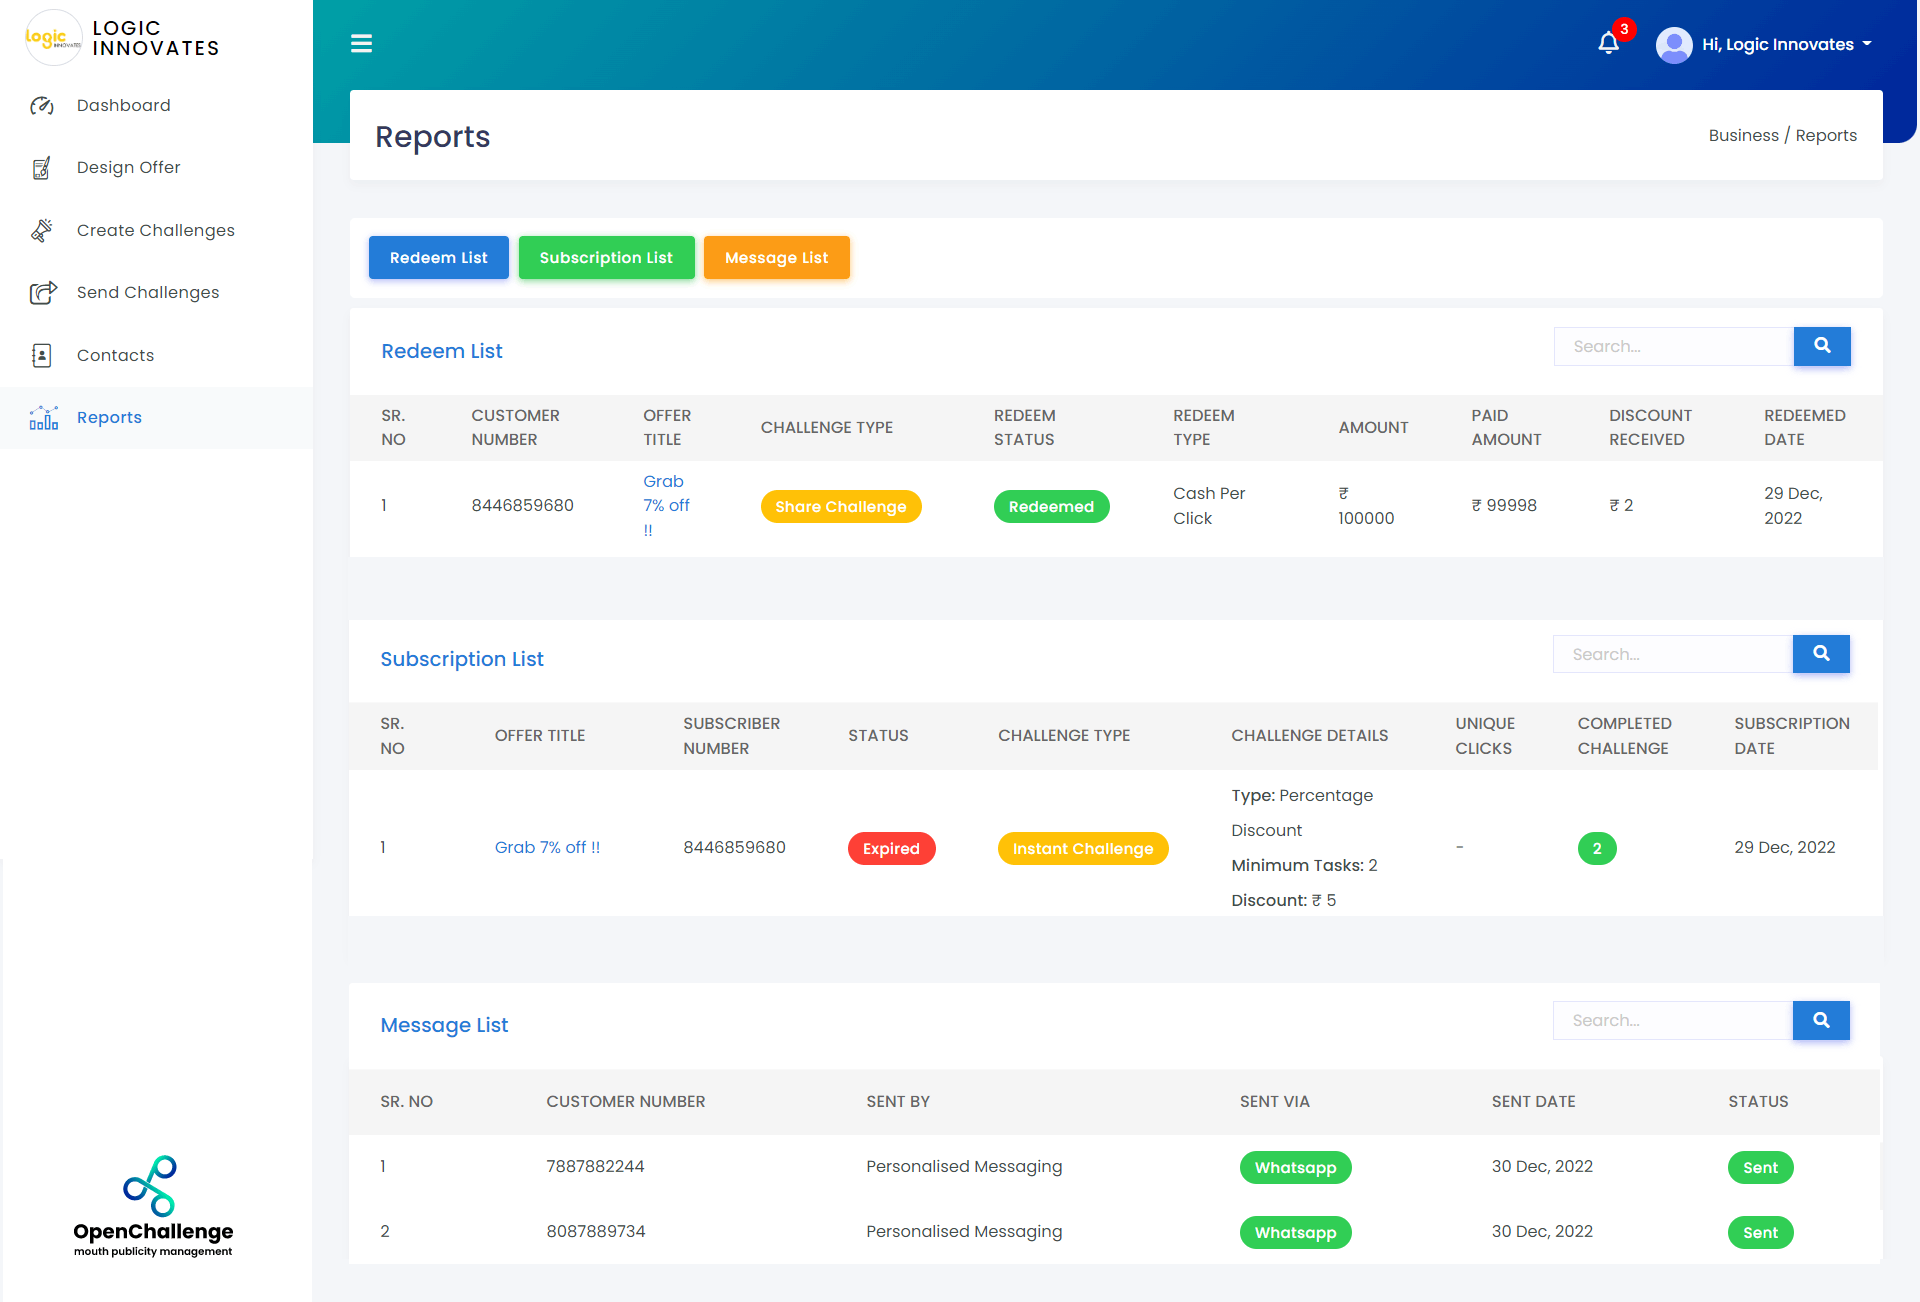 logic
INNOVATES
LOGIC
INNOVATES
Dashboard
Design Offer
Create Challenges
Send Challenges
Contacts
Reports
OpenChallenge
mouth publicity management
3
Hi, Logic Innovates
Reports
Business / Reports
Redeem List
Subscription List
Message List
Redeem List
Search...
SR. NO
CUSTOMER NUMBER
OFFER TITLE
CHALLENGE TYPE
REDEEM STATUS
REDEEM TYPE
AMOUNT
PAID AMOUNT
DISCOUNT RECEIVED
REDEEMED DATE
1
8446859680
Grab 7% off !!
Share Challenge
Redeemed
Cash Per Click
₹ 100000
₹ 99998
₹ 2
29 Dec, 2022
Subscription List
Search...
SR. NO
OFFER TITLE
SUBSCRIBER NUMBER
STATUS
CHALLENGE TYPE
CHALLENGE DETAILS
UNIQUE CLICKS
COMPLETED CHALLENGE
SUBSCRIPTION DATE
1
Grab 7% off !!
8446859680
Expired
Instant Challenge
Type: Percentage
Discount
Minimum Tasks: 2
Discount: ₹ 5
-
2
29 Dec, 2022
Message List
Search...
SR. NO
CUSTOMER NUMBER
SENT BY
SENT VIA
SENT DATE
STATUS
1
7887882244
Personalised Messaging
Whatsapp
30 Dec, 2022
Sent
2
8087889734
Personalised Messaging
Whatsapp
30 Dec, 2022
Sent